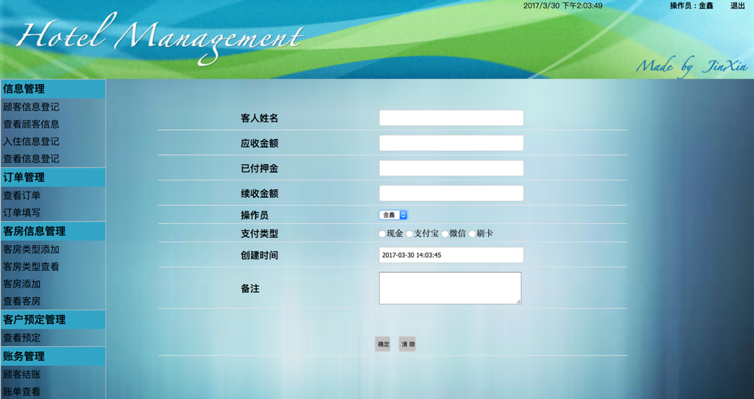 2017/3/30 下午2:03:49
操作员：金鑫
退出
Hotel Management
Made by JinXin
信息管理
顾客信息登记
查看顾客信息
入住信息登记
查看信息登记
订单管理
查看订单
订单填写
客房信息管理
客房类型添加
客房类型查看
客房添加
查看客房
客户预定管理
查看预定
账务管理
顾客结账
账单查看
客人姓名
应收金额
已付押金
续收金额
操作员 金鑫
支付类型 现金 支付宝 微信 刷卡
创建时间 2017-03-30 14:03:45
备注
确定 清除